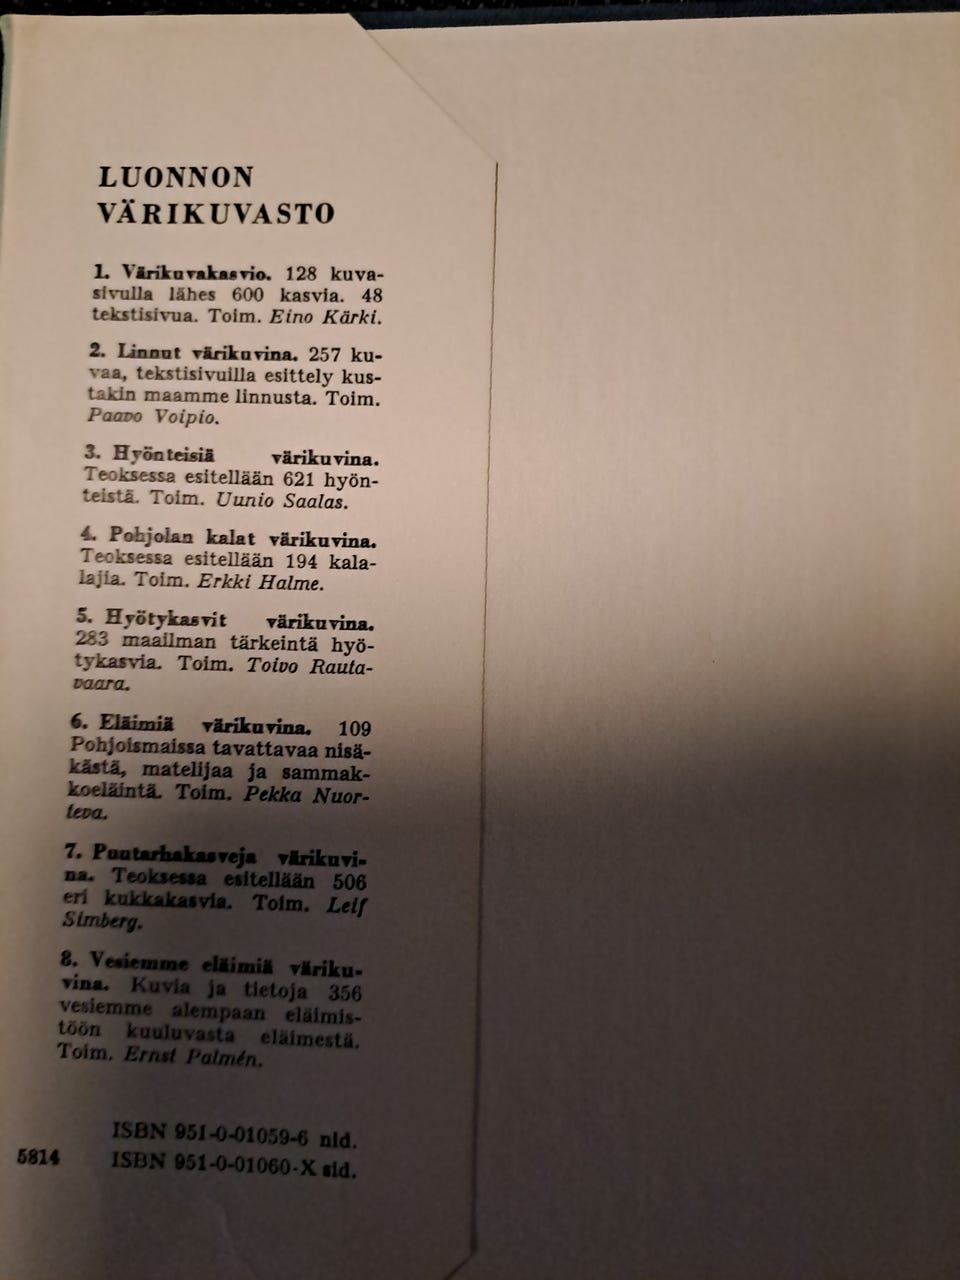 LUONNON
VÄRIKUVASTO
1. Värikuvakasvio. 128 kuva-
sivulla lähes 600 kasvia. 48
tekstisivua. Toim. Eino Kärki.
2. Linnut värikuvina. 257 ku-
vaa, tekstisivuilla esittely kus-
takin maamme linnusta. Toim.
Paavo Voipio.
3. Hyönteisiä värikuvina.
Teoksessa esitellään 621 hyön-
teistä. Toim. Uunio Saalas.
4. Pohjolan kalat värikuvina.
Teoksessa esitellään 194 kala-
lajia. Toim. Erkki Halme.
5. Hyötykasvit värikuvina.
283 maailman tärkeintä hyö-
tykasvia. Toim. Toivo Rauta-
vaara.
6. Eläimiä värikuvina. 109
Pohjoismaissa tavattavaa nisä-
kästä, matelijaa ja sammak-
koeläintä. Toim. Pekka Nuor-
teva.
7. Puutarhakasveja värikuvi-
na. Teoksessa esitellään 506
eri kukkakasvia. Toim. Leif
Simberg.
8. Vesiemme eläimiä väriku-
vina. Kuvia ja tietoja 356
vesiemme alempaan eläimis-
töön kuuluvasta eläimestä.
Toim. Ernst Palmén.
ISBN 951-0-01059-6 nid.
5814 ISBN 951-0-01060-X sid.